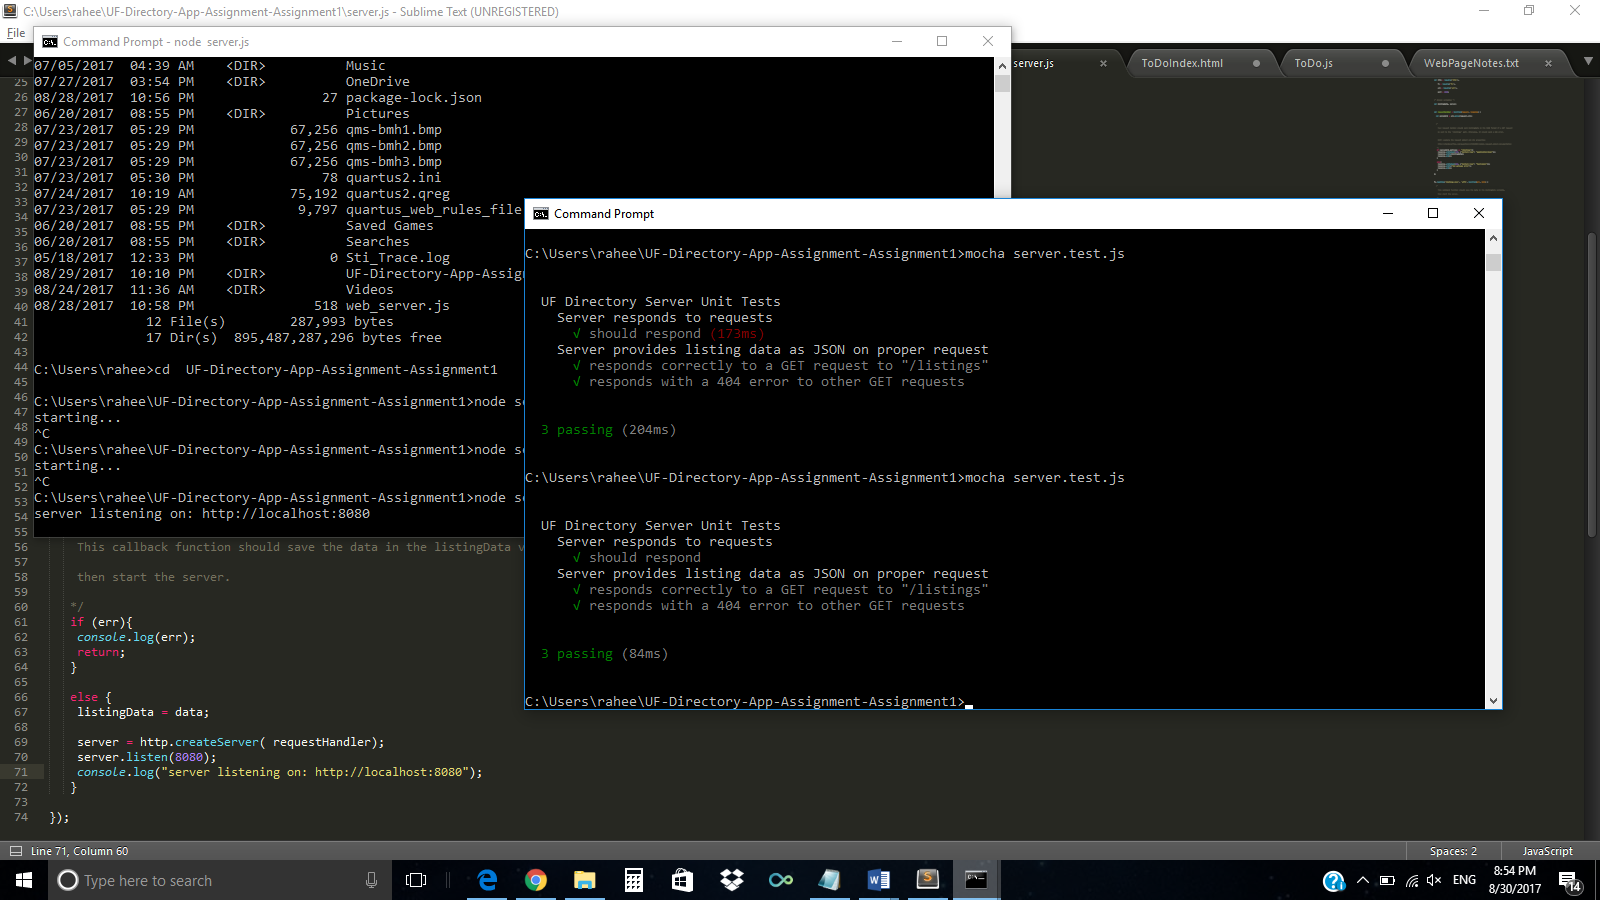 C:\Users\rahee\UF-Directory-App-Assignment-Assignment1\server.js - Sublime Text (UNREGISTERED)
File
Command Prompt - node  server.js
server.js
ToDoIndex.html
ToDo.js
WebPageNotes.txt
07/05/2017  04:39 AM    <DIR>          Music
25 07/27/2017  03:54 PM    <DIR>          OneDrive
26 08/28/2017  10:56 PM                27 package-lock.json
27 06/20/2017  08:55 PM    <DIR>          Pictures
28 07/23/2017  05:29 PM            67,256 qms-bmh1.bmp
29 07/23/2017  05:29 PM            67,256 qms-bmh2.bmp
30 07/23/2017  05:29 PM            67,256 qms-bmh3.bmp
31 07/23/2017  05:30 PM                78 quartus2.ini
32 07/24/2017  10:19 AM            75,192 quartus2.qreg
33 07/23/2017  05:29 PM             9,797 quartus_web_rules_file
34 06/20/2017  08:55 PM    <DIR>          Saved Games
35
36 06/20/2017  08:55 PM    <DIR>          Searches
37 05/18/2017  12:33 PM                 0 Sti_Trace.log
38 08/29/2017  10:10 PM    <DIR>          UF-Directory-App-Assig
39 08/24/2017  11:36 AM    <DIR>          Videos
40 08/28/2017  10:58 PM               518 web_server.js
41              12 File(s)        287,993 bytes
42              17 Dir(s)  895,487,287,296 bytes free
43
44 C:\Users\rahee>cd  UF-Directory-App-Assignment-Assignment1
45
46 C:\Users\rahee\UF-Directory-App-Assignment-Assignment1>node se
47 starting...
48 ^C
49 C:\Users\rahee\UF-Directory-App-Assignment-Assignment1>node se
50
51 starting...
52 ^C
53 C:\Users\rahee\UF-Directory-App-Assignment-Assignment1>node se
54 server listening on: http://localhost:8080
55
56 This callback function should save the data in the listingData v
57
58 then start the server.
59
60 */
61 if (err){
62 console.log(err);
63 return;
64 }
65
66 else {
67 listingData = data;
68
69 server = http.createServer( requestHandler);
70 server.listen(8080);
71 console.log("server listening on: http://localhost:8080");
72 }
73
74 });
Command Prompt
C:\Users\rahee\UF-Directory-App-Assignment-Assignment1>mocha server.test.js
UF Directory Server Unit Tests
Server responds to requests
√ should respond (173ms)
Server provides listing data as JSON on proper request
√ responds correctly to a GET request to "/listings"
√ responds with a 404 error to other GET requests
3 passing (204ms)
C:\Users\rahee\UF-Directory-App-Assignment-Assignment1>mocha server.test.js
UF Directory Server Unit Tests
Server responds to requests
√ should respond
Server provides listing data as JSON on proper request
√ responds correctly to a GET request to "/listings"
√ responds with a 404 error to other GET requests
3 passing (84ms)
C:\Users\rahee\UF-Directory-App-Assignment-Assignment1>
Line 71, Column 60
Spaces: 2
JavaScript
Type here to search
ENG
8:54 PM
8/30/2017
14